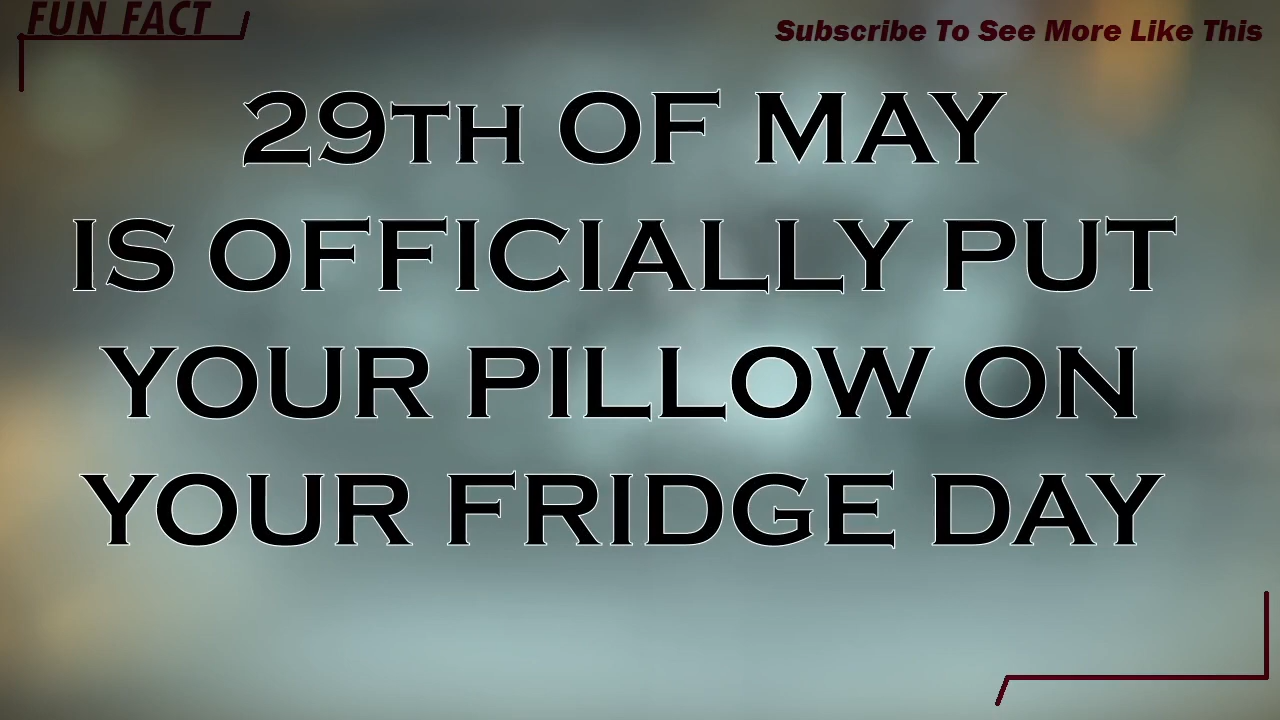 FUN FACT
Subscribe To See More Like This
29TH OF MAY
IS OFFICIALLY PUT
YOUR PILLOW ON
YOUR FRIDGE DAY